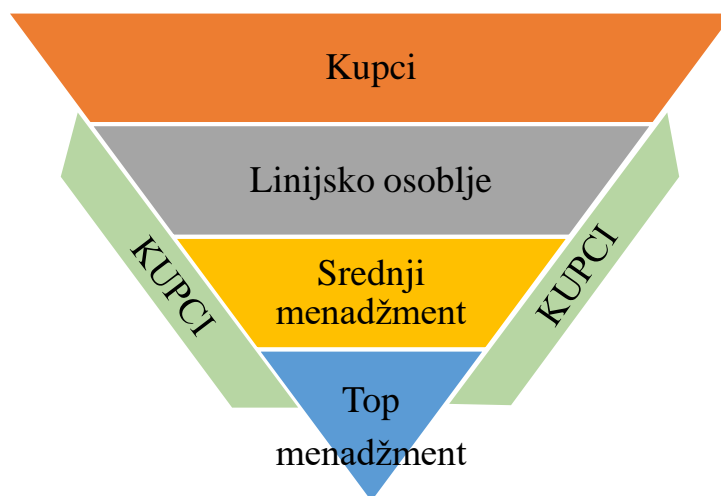 Kupci
Linijsko osoblje
KUPCI
Srednji
menadžment
KUPCI
Top
menadžment